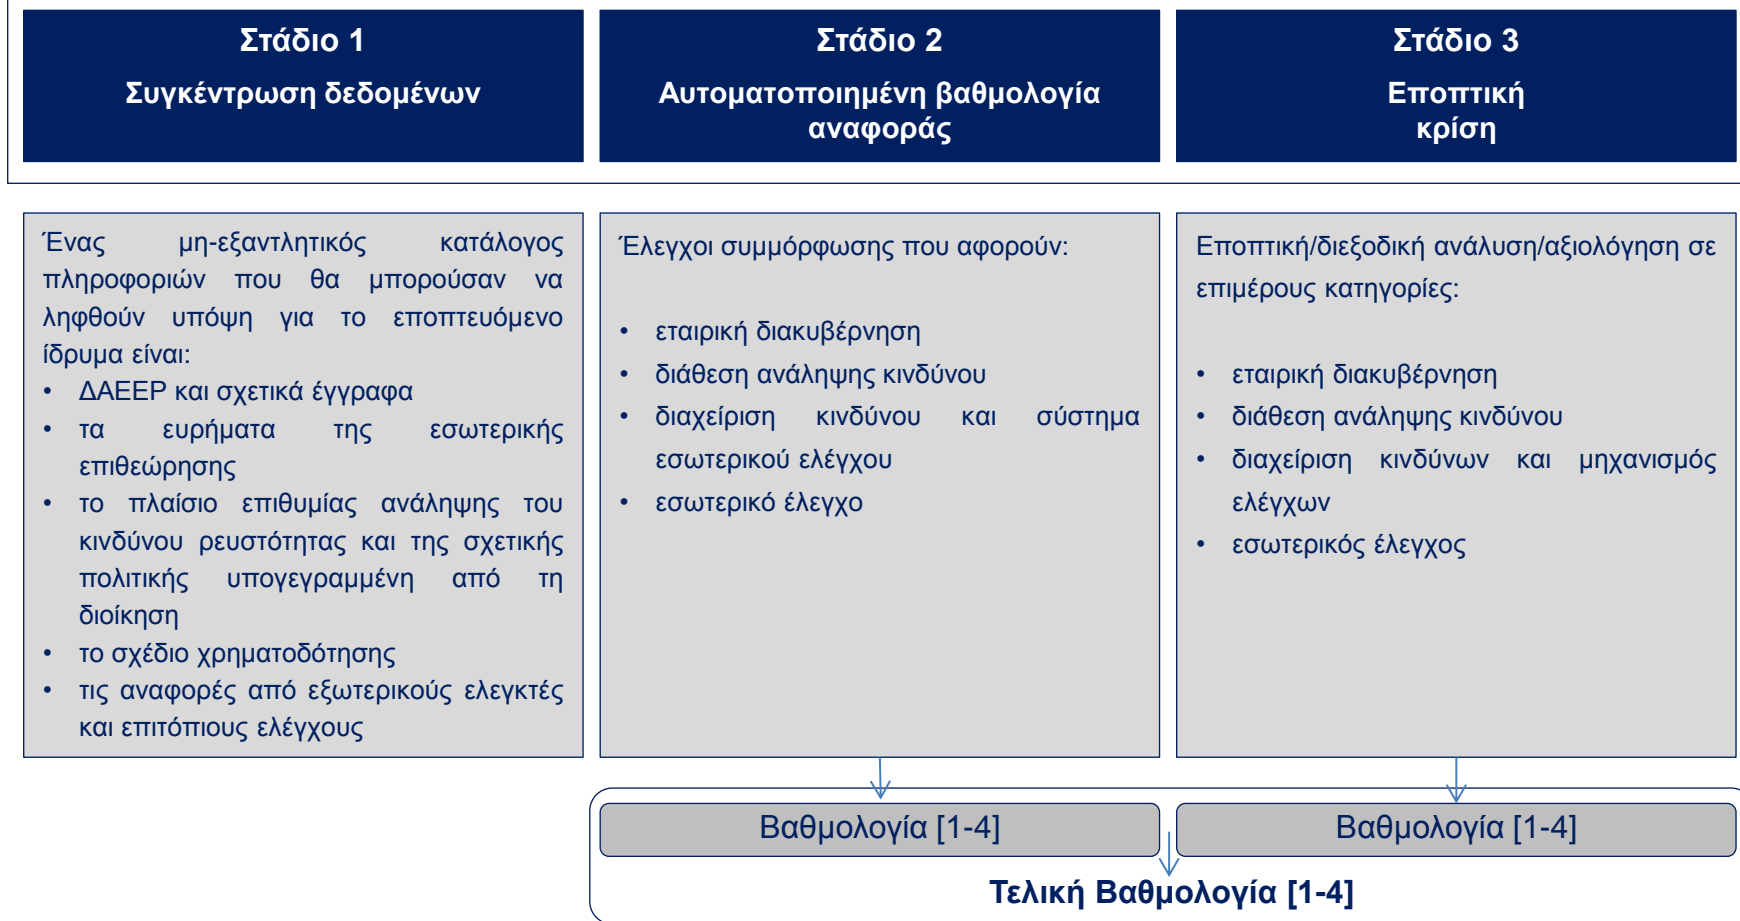 Στάδιο 1
Συγκέντρωση δεδομένων
Στάδιο 2
Αυτοματοποιημένη βαθμολογία
αναφοράς
Στάδιο 3
Εποπτική
κρίση
Ένας μη-εξαντλητικός κατάλογος
πληροφοριών που θα μπορούσαν να
ληφθούν υπόψη για το εποπτευόμενο
ίδρυμα είναι:
• ΔΑΕΕΡ και σχετικά έγγραφα
• τα ευρήματα της εσωτερικής
επιθεώρησης
• το πλαίσιο επιθυμίας ανάληψης του
κινδύνου ρευστότητας και της σχετικής
πολιτικής υπογεγραμμένη από τη
διοίκηση
• το σχέδιο χρηματοδότησης
• τις αναφορές από εξωτερικούς ελεγκτές
και επιτόπιους ελέγχους
Έλεγχοι συμμόρφωσης που αφορούν:
• εταιρική διακυβέρνηση
• διάθεση ανάληψης κινδύνου
• διαχείριση κινδύνου και σύστημα
εσωτερικού ελέγχου
• εσωτερικό έλεγχο
Εποπτική/διεξοδική ανάλυση/αξιολόγηση σε
επιμέρους κατηγορίες:
• εταιρική διακυβέρνηση
• διάθεση ανάληψης κινδύνου
• διαχείριση κινδύνων και μηχανισμός
ελέγχων
• εσωτερικός έλεγχος
Βαθμολογία [1-4]
Βαθμολογία [1-4]
Τελική Βαθμολογία [1-4]